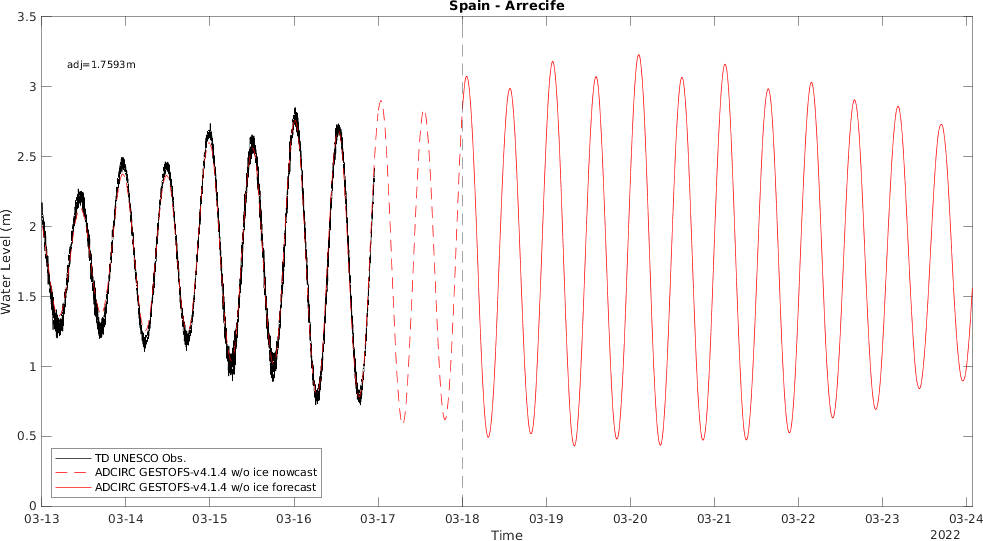 Spain - Arrecife
adj=1.7593m
Water Level (m)
3.5
3
2.5
2
1.5
1
0.5
0
TD UNESCO Obs.
ADCIRC GESTOFS-v4.1.4 w/o ice nowcast
ADCIRC GESTOFS-v4.1.4 w/o ice forecast
03-13 03-14 03-15 03-16 03-17 03-18 03-19 03-20 03-21 03-22 03-23 03-24
Time
2022